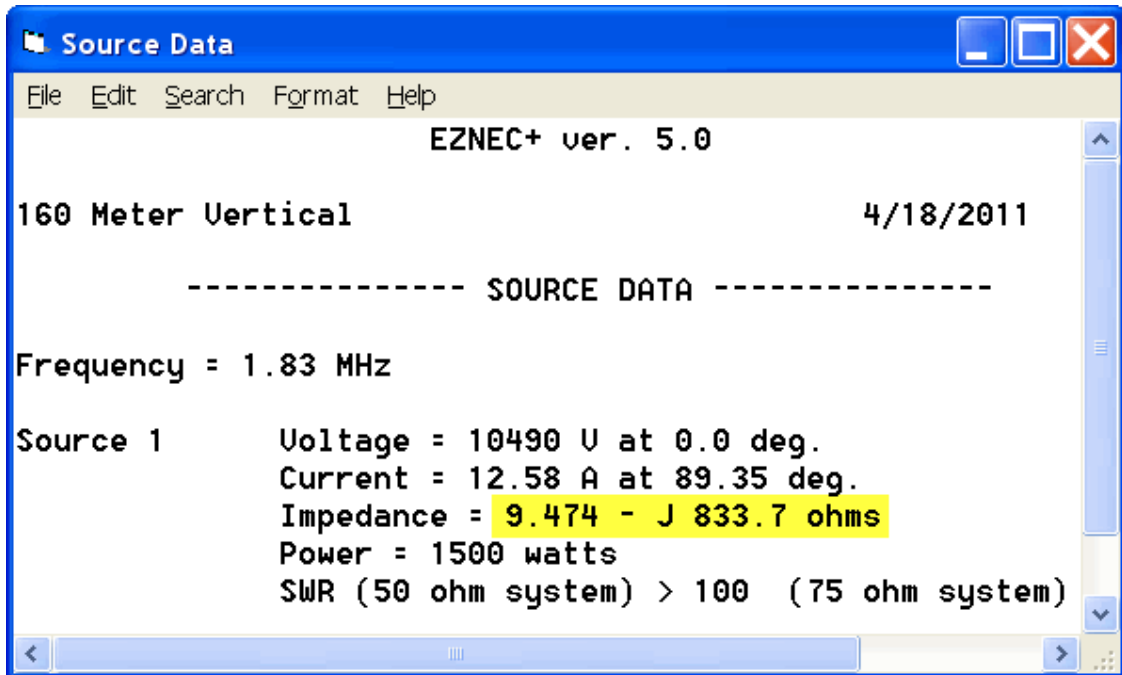 Source Data
File Edit Search Format Help
EZNEC+ ver. 5.0
160 Meter Vertical 4/18/2011
--------------- SOURCE DATA ---------------
Frequency = 1.83 MHz
Source 1 Voltage = 10490 V at 0.0 deg.
Current = 12.58 A at 89.35 deg.
Impedance = 9.474 - J 833.7 ohms
Power = 1500 watts
SWR (50 ohm system) > 100 (75 ohm system)